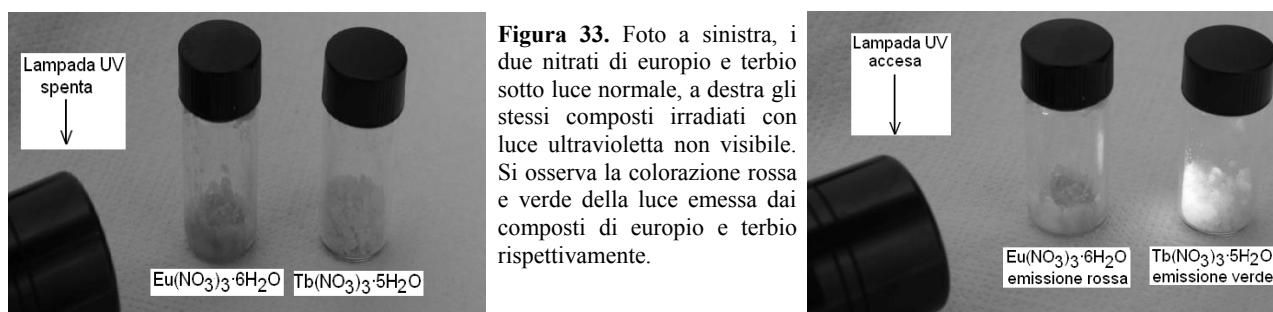 Lampada UV
spenta
Eu(NO3)3·6H2O
Tb(NO3)3·5H2O
Figura 33. Foto a sinistra, i
due nitrati di europio e terbio
sotto luce normale, a destra gli
stessi composti irradiati con
luce ultravioletta non visibile.
Si osserva la colorazione rossa
e verde della luce emessa dai
composti di europio e terbio
rispettivamente.
Lampada UV
accesa
Eu(NO3)3·6H2O
emissione rossa
Tb(NO3)3·5H2O
emissione verde